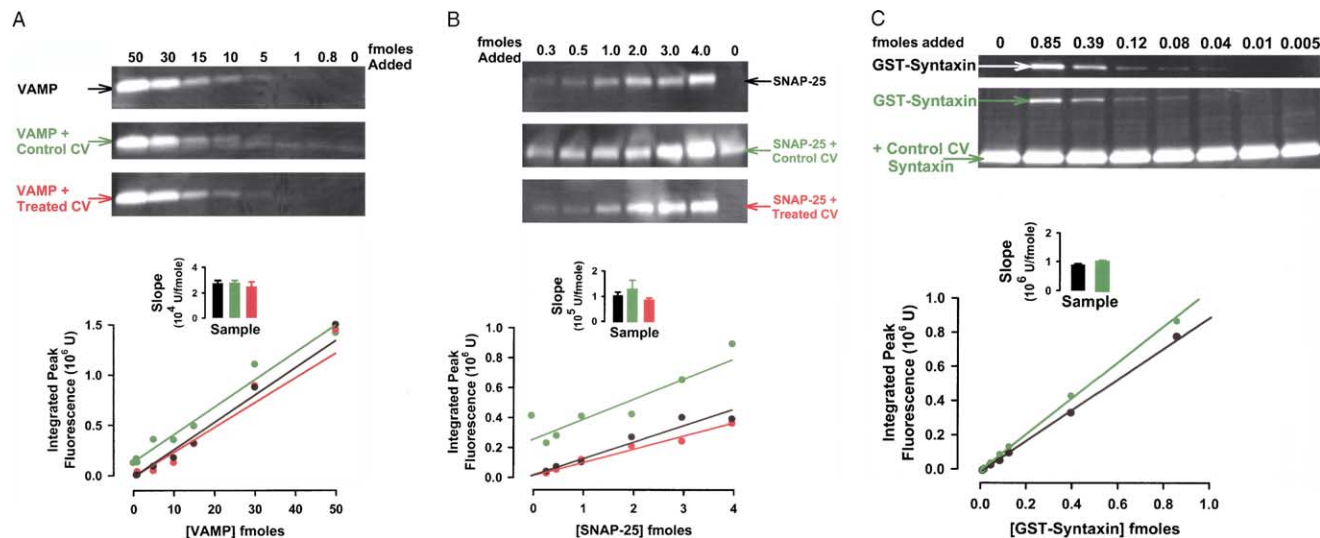 A
50 30 15 10 5 1 0.8 0 fmoles Added
VAMP
VAMP + Control CV
VAMP + Treated CV
Slope (10^4 U/fmole)
4
2
0
Sample
Integrated Peak Fluorescence (10^6 U)
1.5
1.0
0.5
0.0
0 10 20 30 40 50
[VAMP] fmoles
B
fmoles Added 0.3 0.5 1.0 2.0 3.0 4.0 0
SNAP-25
SNAP-25 + Control CV
SNAP-25 + Treated CV
Slope (10^5 U/fmole)
2
1
0
Sample
Integrated Peak Fluorescence (10^6 U)
1.0
0.8
0.6
0.4
0.2
0.0
0 1 2 3 4
[SNAP-25] fmoles
C
fmoles added 0 0.85 0.39 0.12 0.08 0.04 0.01 0.005
GST-Syntaxin
GST-Syntaxin
+ Control CV
Syntaxin
Slope (10^6 U/fmole)
2
1
0
Sample
Integrated Peak Fluorescence (10^6 U)
1.0
0.8
0.6
0.4
0.2
0.0
0.0 0.2 0.4 0.6 0.8 1.0
[GST-Syntaxin] fmoles